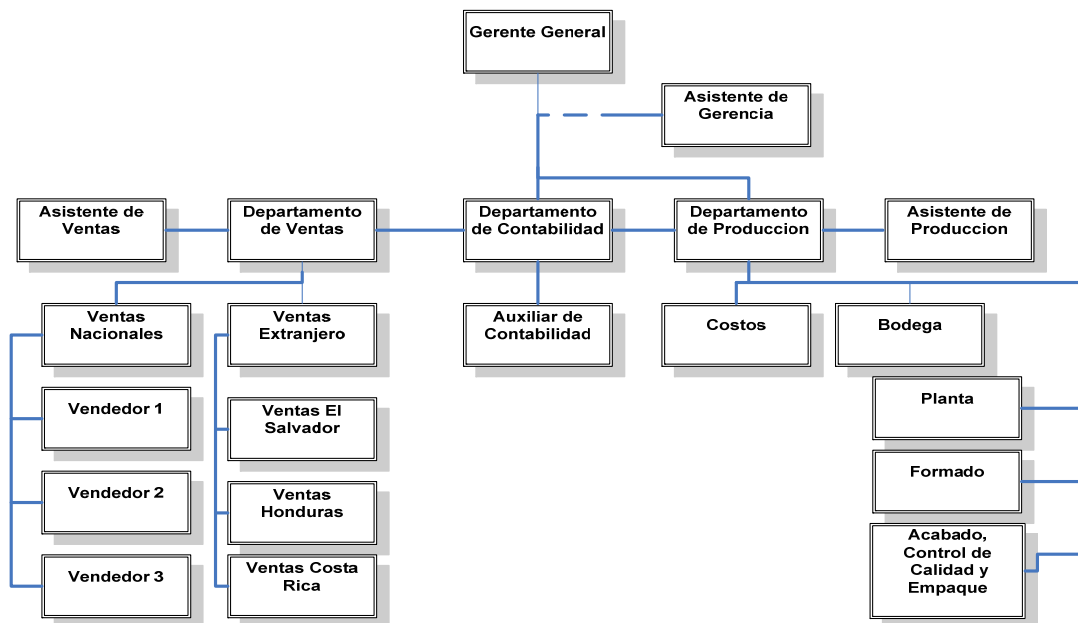 Gerente General
Asistente de
Gerencia
Asistente de
Ventas
Departamento
de Ventas
Departamento
de Contabilidad
Departamento
de Produccion
Asistente de
Produccion
Ventas
Nacionales
Ventas
Extranjero
Auxiliar de
Contabilidad
Costos
Bodega
Vendedor 1
Vendedor 2
Vendedor 3
Ventas El
Salvador
Ventas
Honduras
Ventas Costa
Rica
Planta
Formado
Acabado,
Control de
Calidad y
Empaque